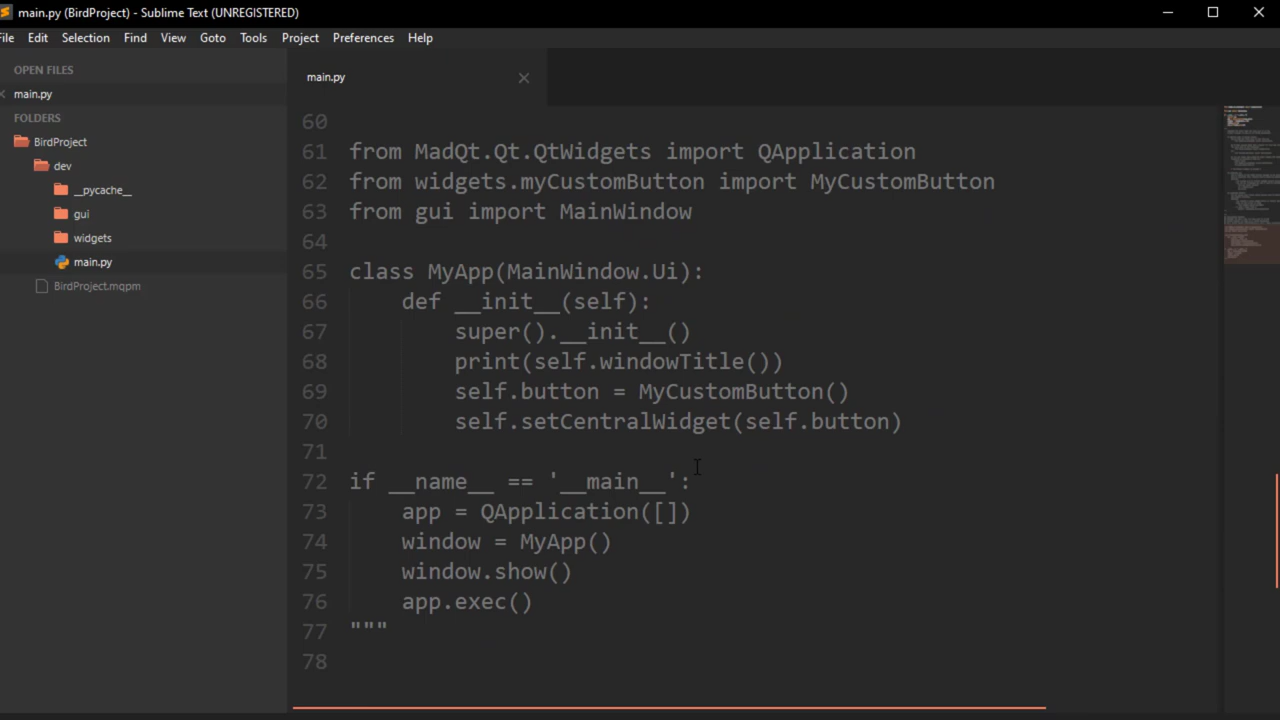 main.py (BirdProject) - Sublime Text (UNREGISTERED)
File Edit Selection Find View Goto Tools Project Preferences Help
OPEN FILES
main.py
FOLDERS
BirdProject
dev
__pycache__
gui
widgets
main.py
BirdProject.mqpm
main.py
60
61 from MadQt.Qt.QtWidgets import QApplication
62 from widgets.myCustomButton import MyCustomButton
63 from gui import MainWindow
64
65 class MyApp(MainWindow.Ui):
66     def __init__(self):
67         super().__init__()
68         print(self.windowTitle())
69         self.button = MyCustomButton()
70         self.setCentralWidget(self.button)
71
72 if __name__ == '__main__':
73     app = QApplication([])
74     window = MyApp()
75     window.show()
76     app.exec()
77 """
78